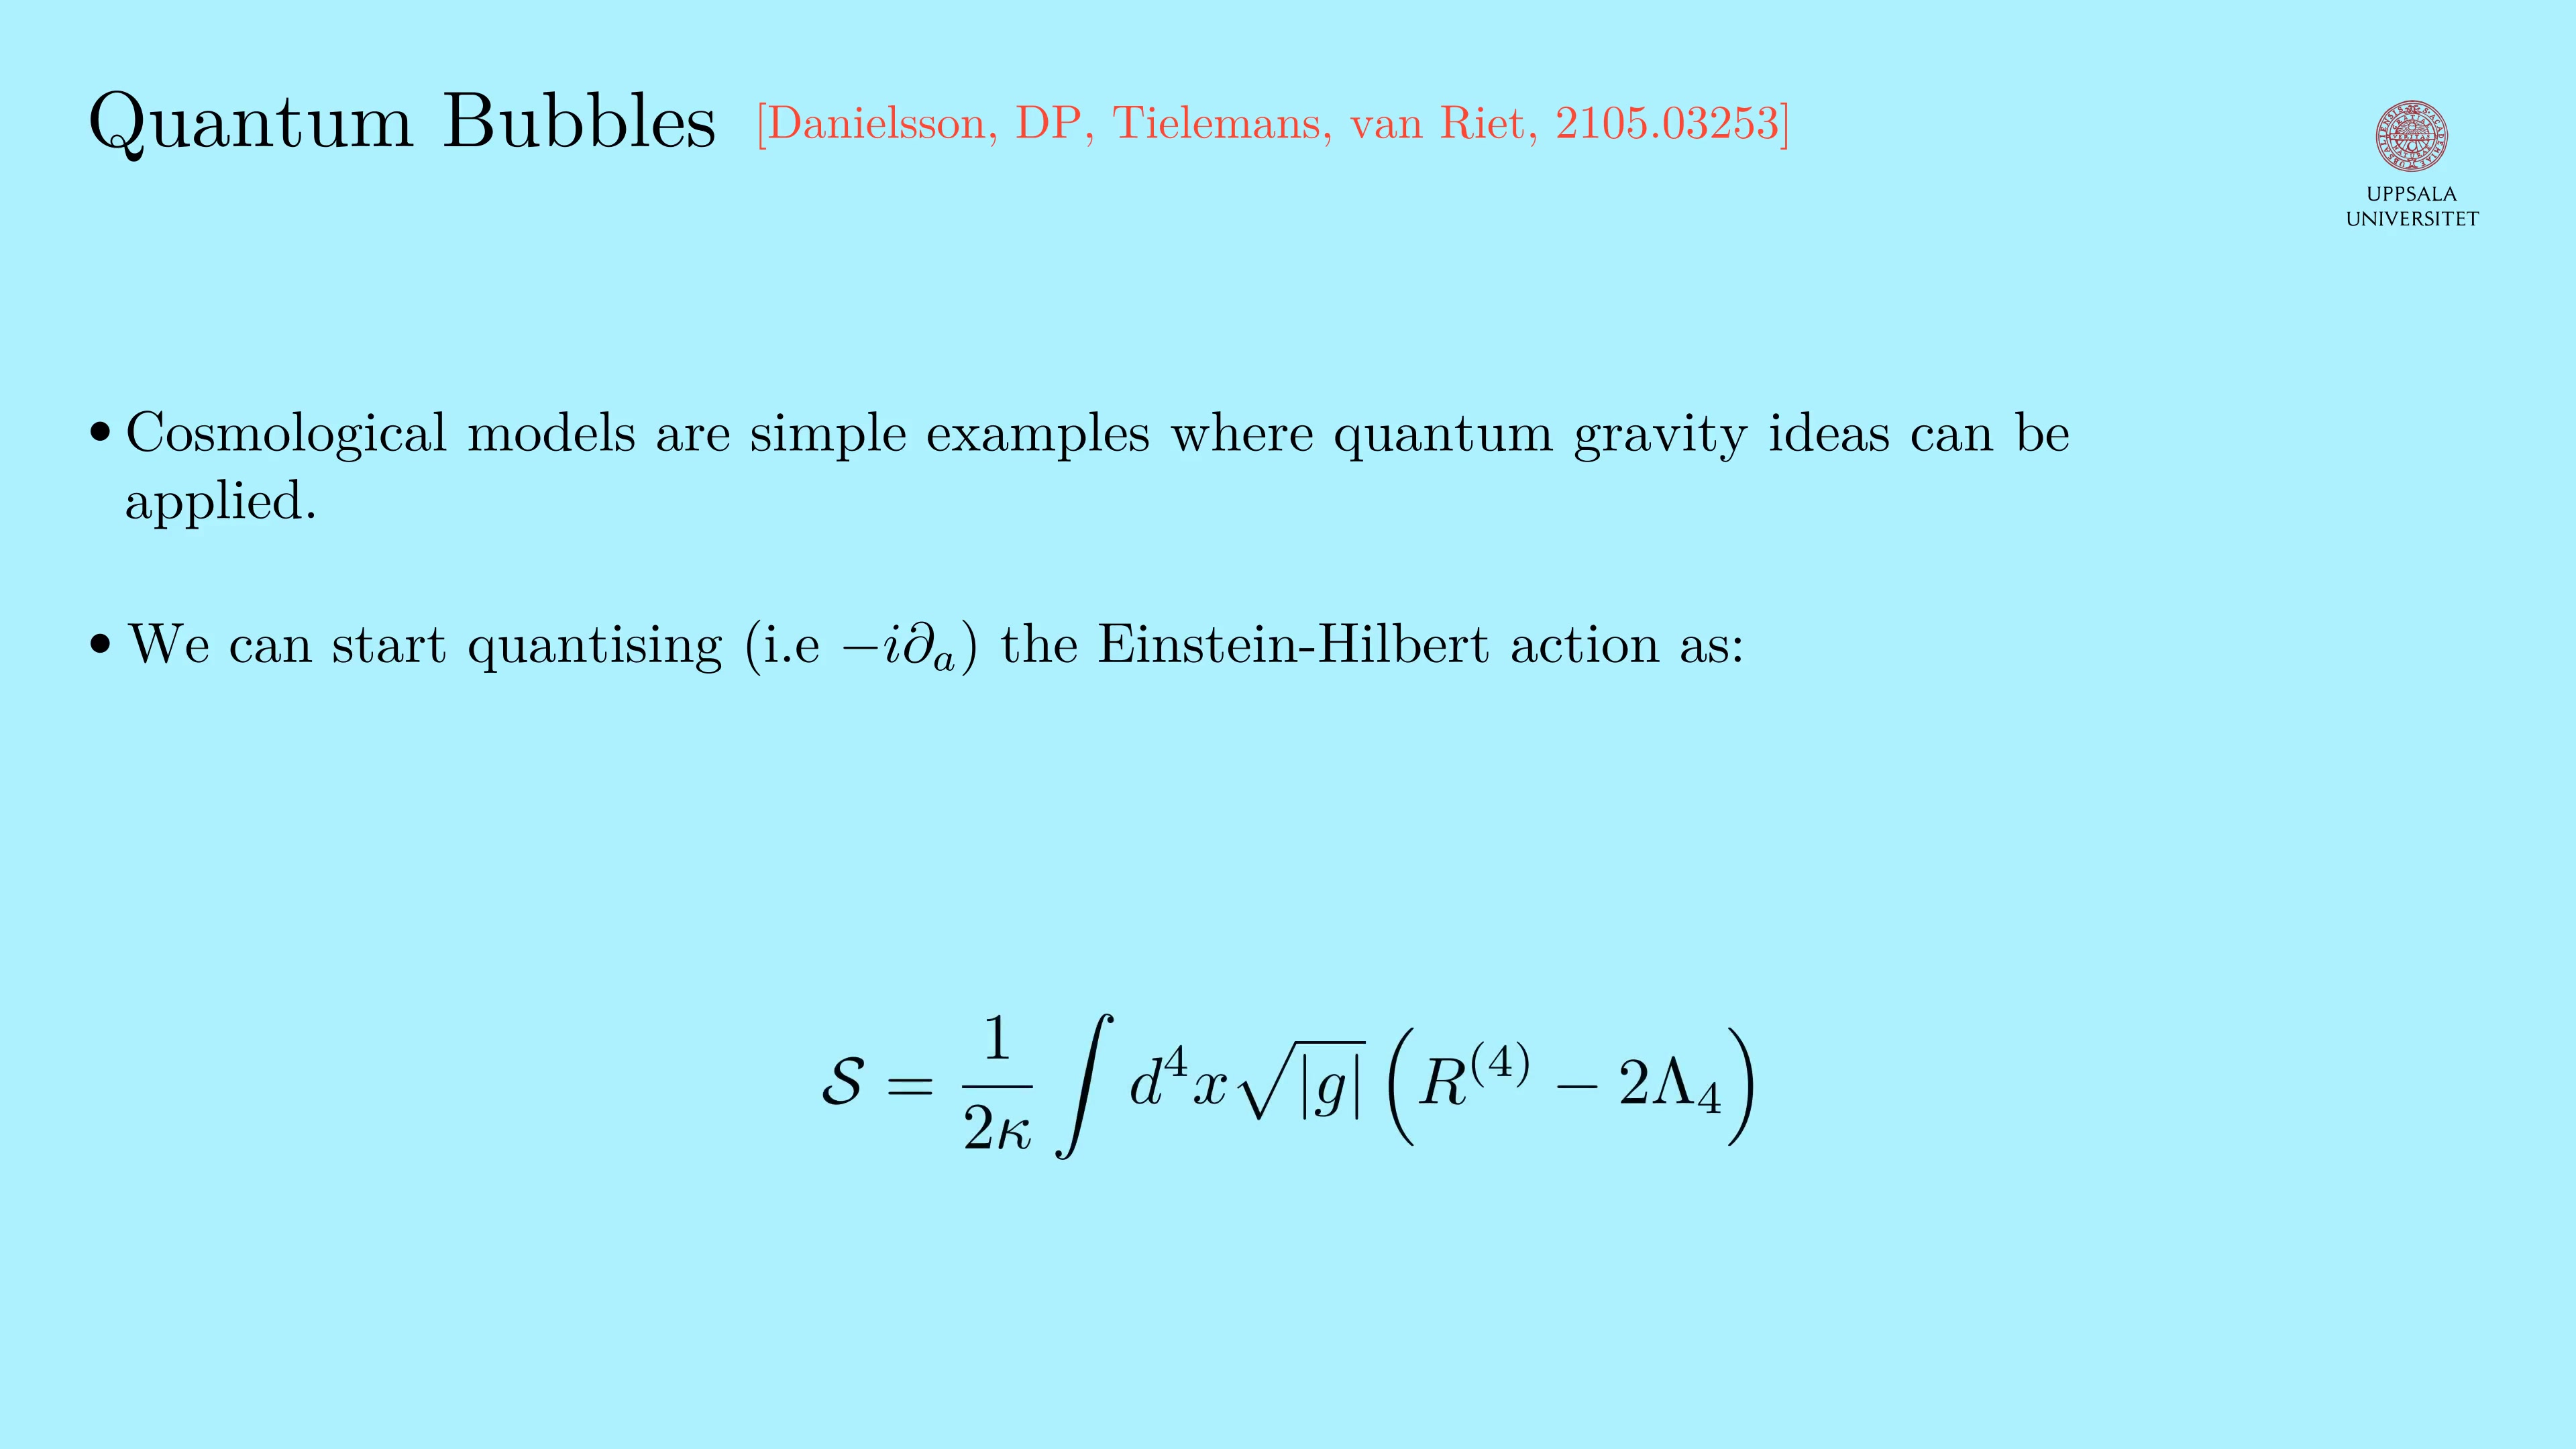 Quantum Bubbles [Danielsson, DP, Tielemans, van Riet, 2105.03253]
UPPSALA
UNIVERSITET
• Cosmological models are simple examples where quantum gravity ideas can be
applied.
• We can start quantising (i.e $-i\partial_a$) the Einstein-Hilbert action as:
$\mathcal{S} = \frac{1}{2\kappa} \int d^4x \sqrt{|g|} \left( R^{(4)} - 2\Lambda_4 \right)$